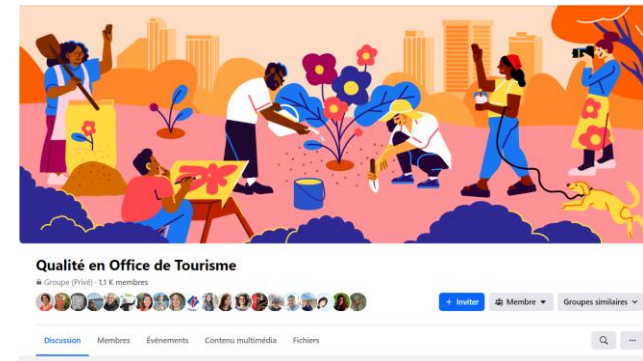 Qualité en Office de Tourisme
Groupe (Privé) · 1,1 K membres
+ Inviter
Membre
Groupes similaires
Discussion
Membres
Évènements
Contenu multimédia
Fichiers